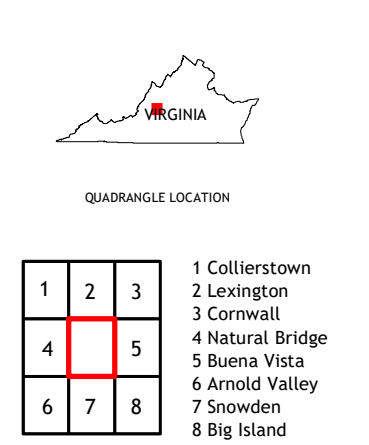 VIRGINIA
QUADRANGLE LOCATION
1 2 3
4 5
6 7 8
1 Collierstown
2 Lexington
3 Cornwall
4 Natural Bridge
5 Buena Vista
6 Arnold Valley
7 Snowden
8 Big Island